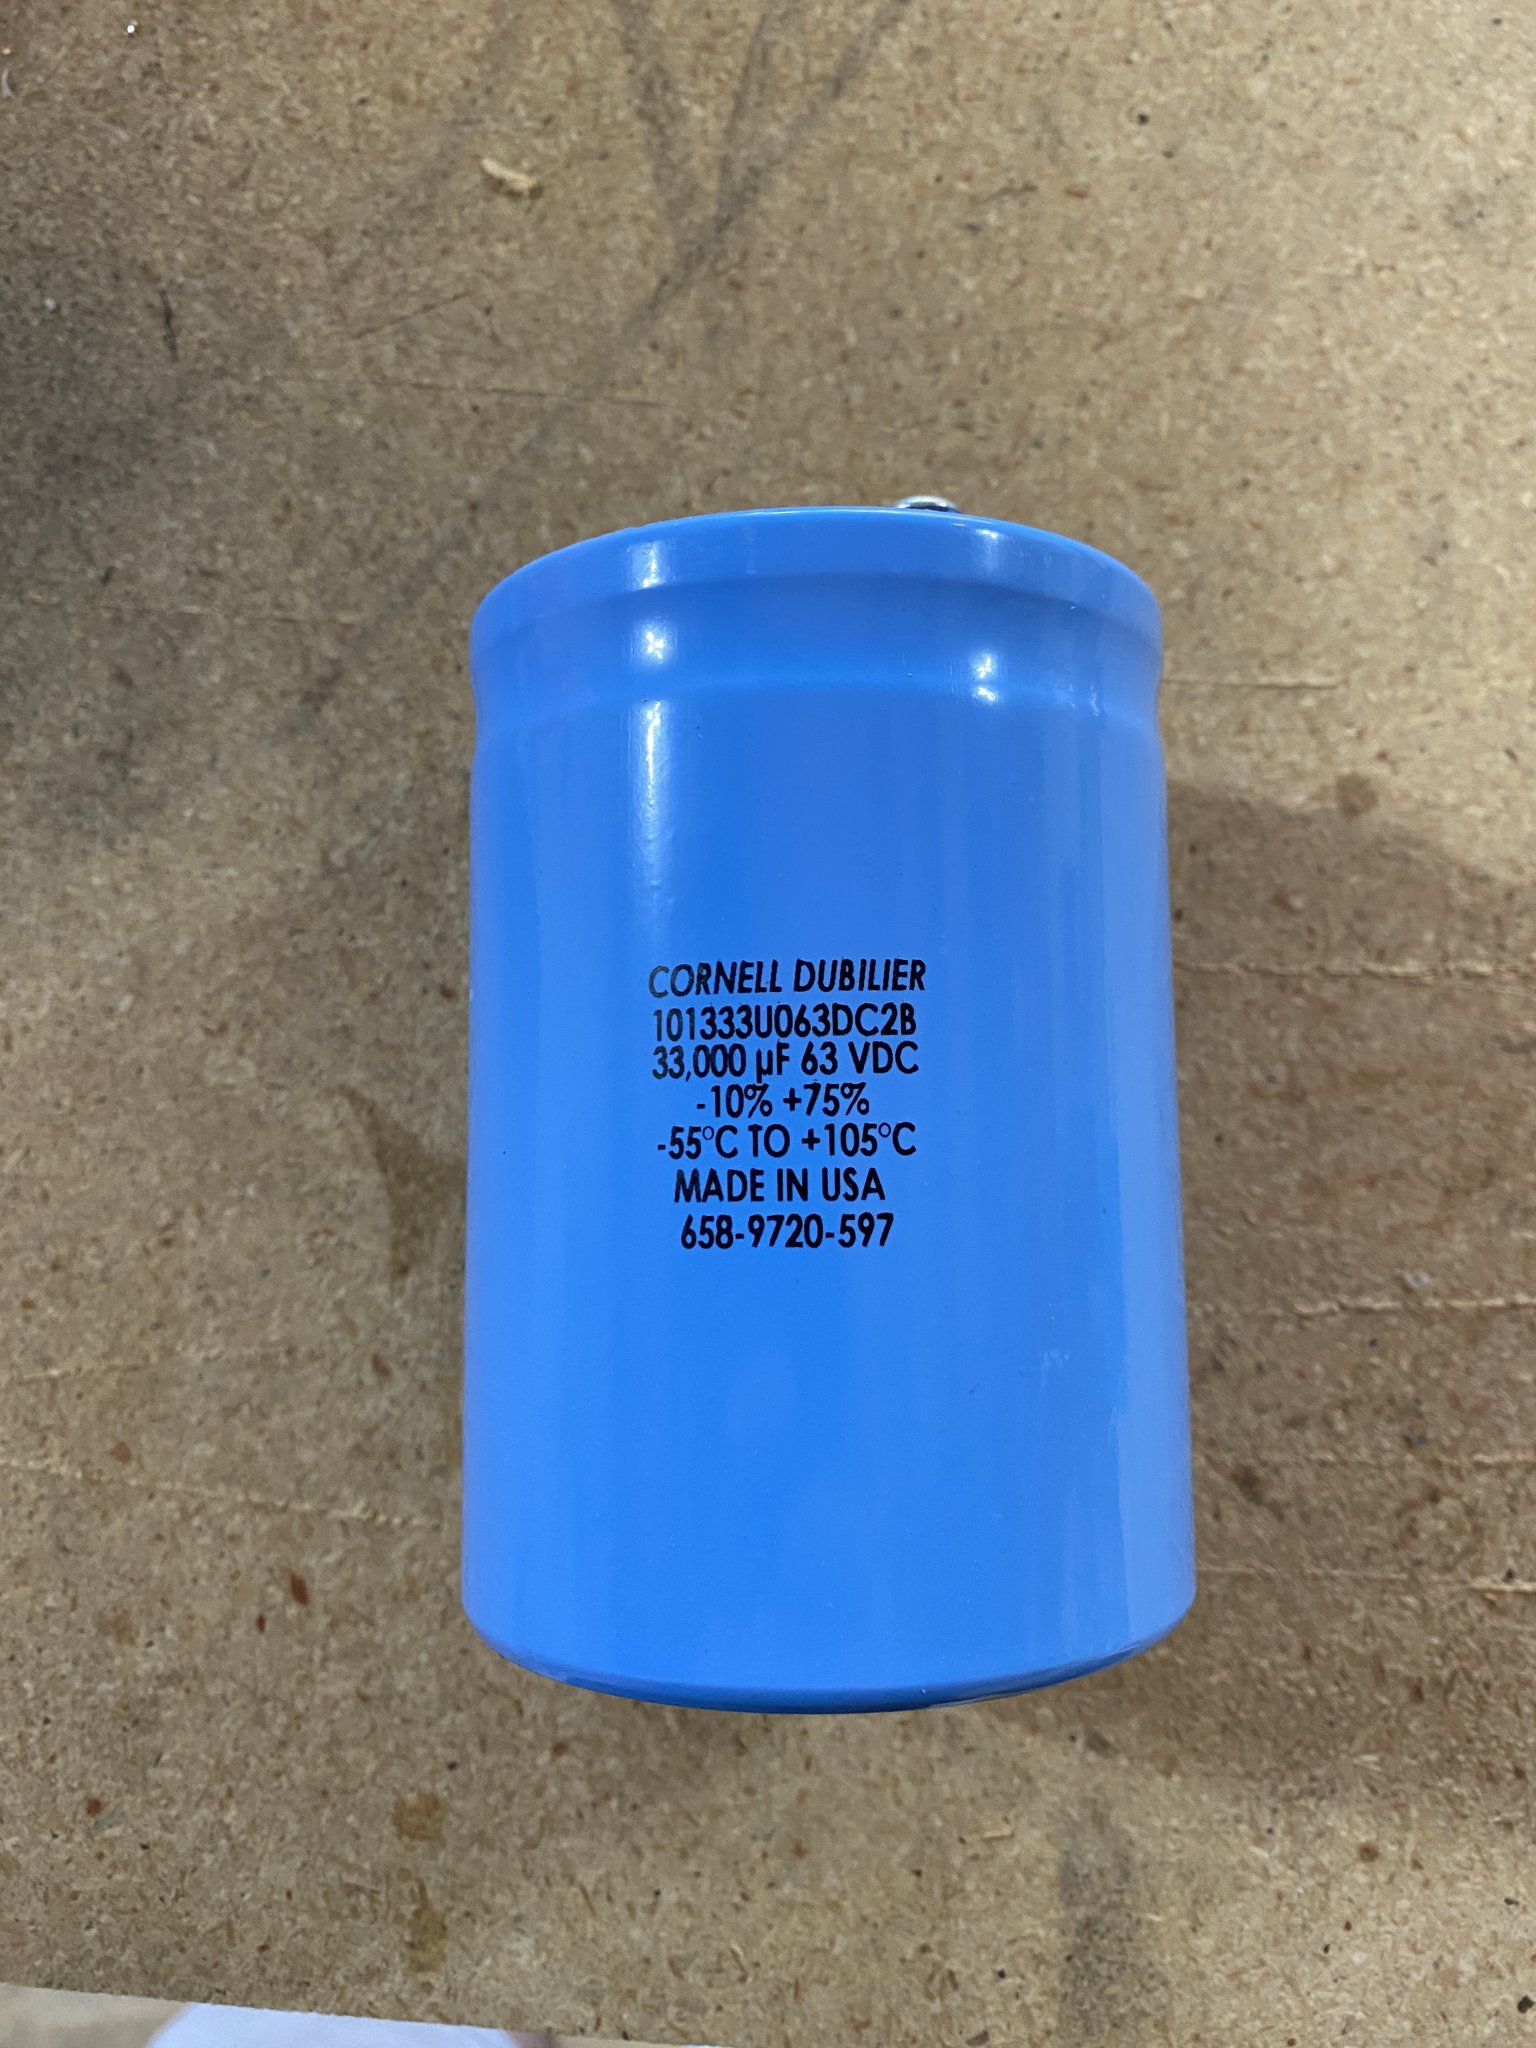 CORNELL DUBILIER
101333U063DC2B
33,000 µF 63 VDC
-10% +75%
-55°C TO +105°C
MADE IN USA
658-9720-597